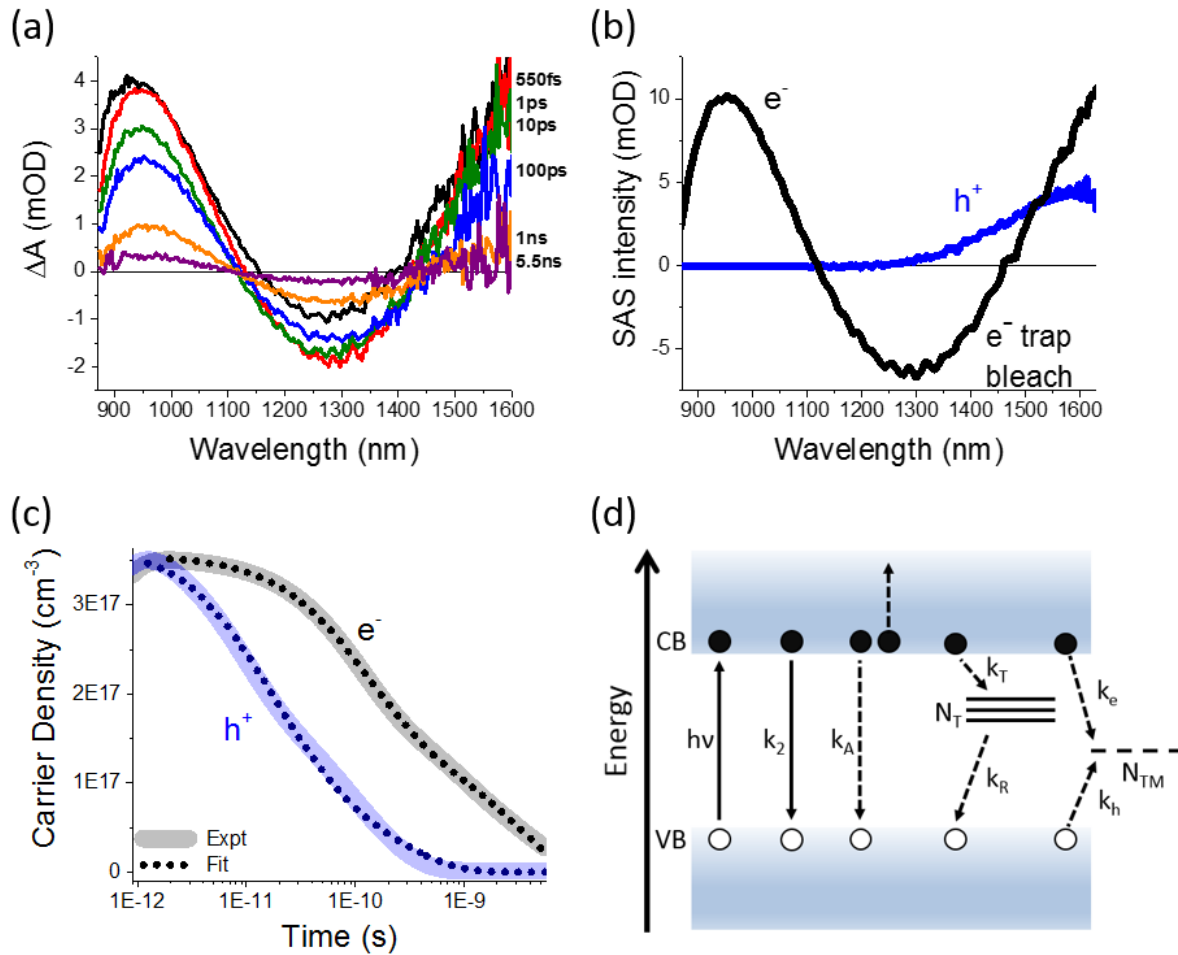 (a)
ΔA (mOD)
4
3
2
1
0
-1
-2
550fs
1ps
10ps
100ps
1ns
5.5ns
900 1000 1100 1200 1300 1400 1500 1600
Wavelength (nm)
(b)
SAS intensity (mOD)
10
5
0
-5
e⁻
h⁺
e⁻ trap
bleach
900 1000 1100 1200 1300 1400 1500 1600
Wavelength (nm)
(c)
Carrier Density (cm⁻³)
3E17
2E17
1E17
0
e⁻
h⁺
Expt
Fit
1E-12 1E-11 1E-10 1E-9
Time (s)
(d)
Energy
CB
VB
hν
k₂
k_A
k_T
N_T
k_R
k_e
N_TM
k_h